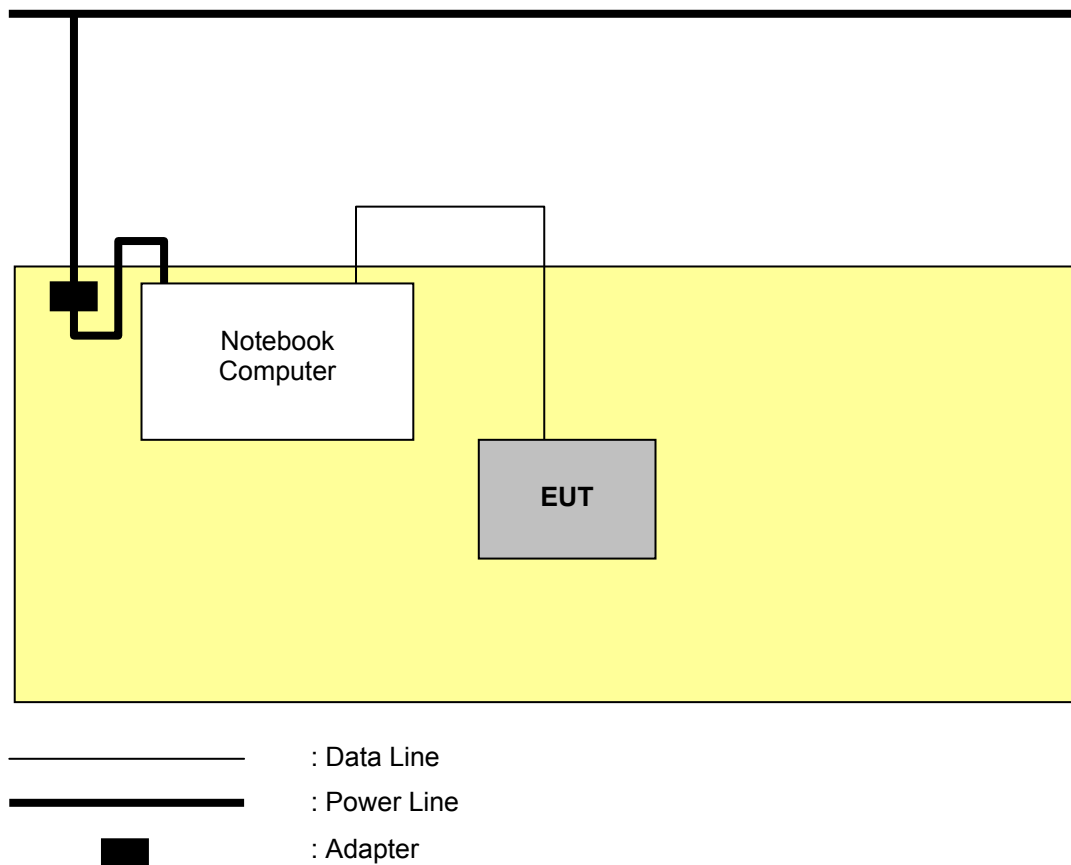 Notebook
Computer
EUT
: Data Line
: Power Line
: Adapter